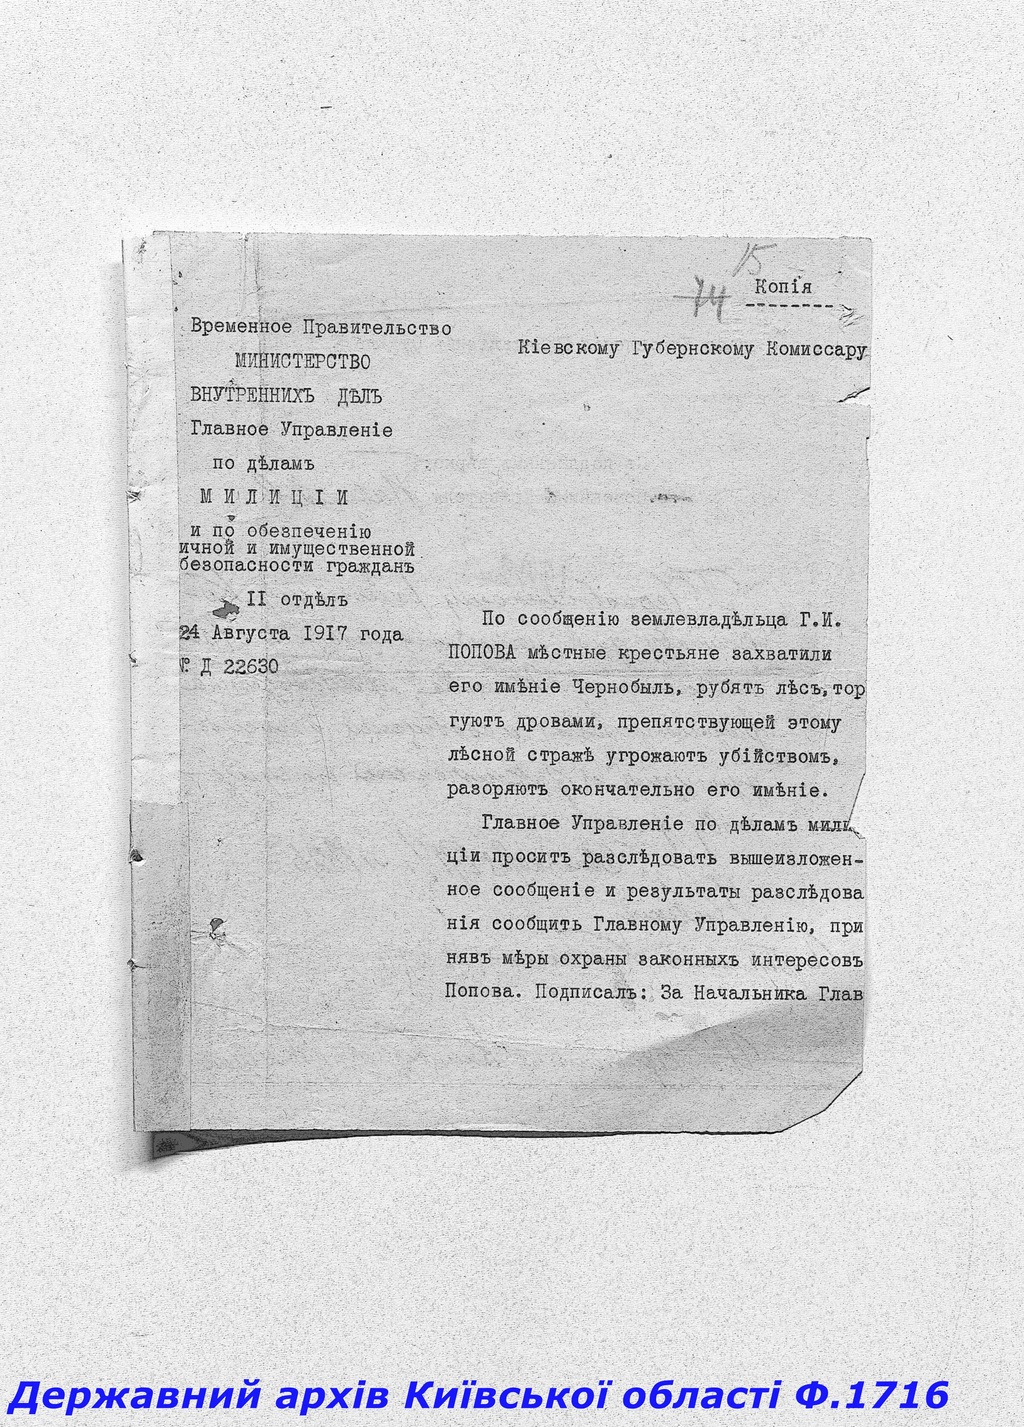 15
74
Копія
Временное Правительство
МИНИСТЕРСТВО
ВНУТРЕННИХЪ ДѢЛЪ
Главное Управленіе
по дѣламъ
МИЛИЦІИ
и по обезпеченію
ичной и имущественной
безопасности гражданъ
II отдѣлъ
24 Августа 1917 года
№ Д 22630
Кіевскому Губернскому Комиссару
По сообщенію землевладѣльца Г.И.
ПОПОВА мѣстные крестьяне захватили
его имѣніе Чернобыль, рубятъ лѣсъ, тор
гуютъ дровами, препятствующей этому
лѣсной стражѣ угрожаютъ убійствомъ,
разоряютъ окончательно его имѣніе.
Главное Управленіе по дѣламъ мили
ціи проситъ разслѣдовать вышеизложен-
ное сообщеніе и результаты разслѣдова
нія сообщить Главному Управленію, при
нявъ мѣры охраны законныхъ интересовъ
Попова. Подписалъ: За Начальника Глав
Державний архів Київської області Ф.1716